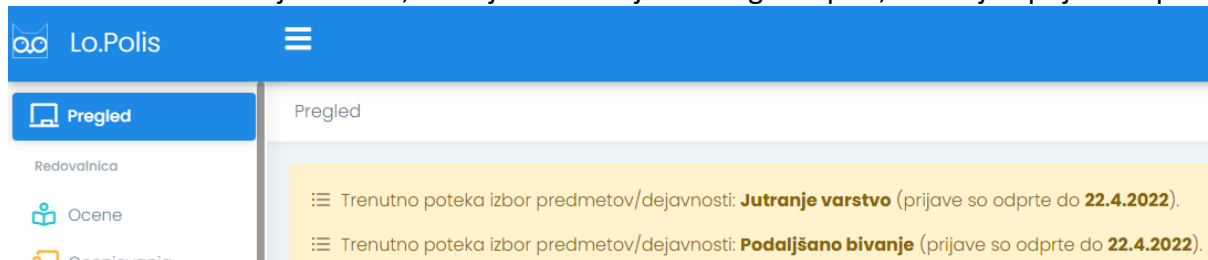 Lo.Polis
Pregled
Pregled
Redovalnica
Trenutno poteka izbor predmetov/dejavnosti: Jutranje varstvo (prijave so odprte do 22.4.2022).
Ocene
Trenutno poteka izbor predmetov/dejavnosti: Podaljšano bivanje (prijave so odprte do 22.4.2022).